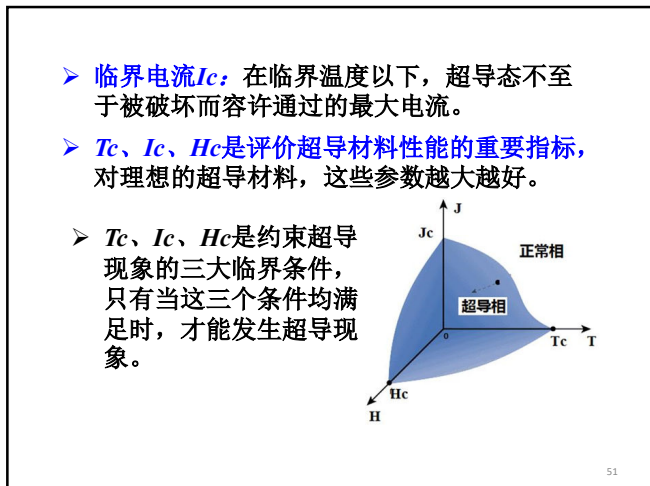 ➢ 临界电流Ic：在临界温度以下，超导态不至
于被破坏而容许通过的最大电流。
➢ Tc、Ic、Hc是评价超导材料性能的重要指标，
对理想的超导材料，这些参数越大越好。
➢ Tc、Ic、Hc是约束超导
现象的三大临界条件，
只有当这三个条件均满
足时，才能发生超导现
象。
J
Jc
正常相
超导相
0
Tc T
Hc
H
51